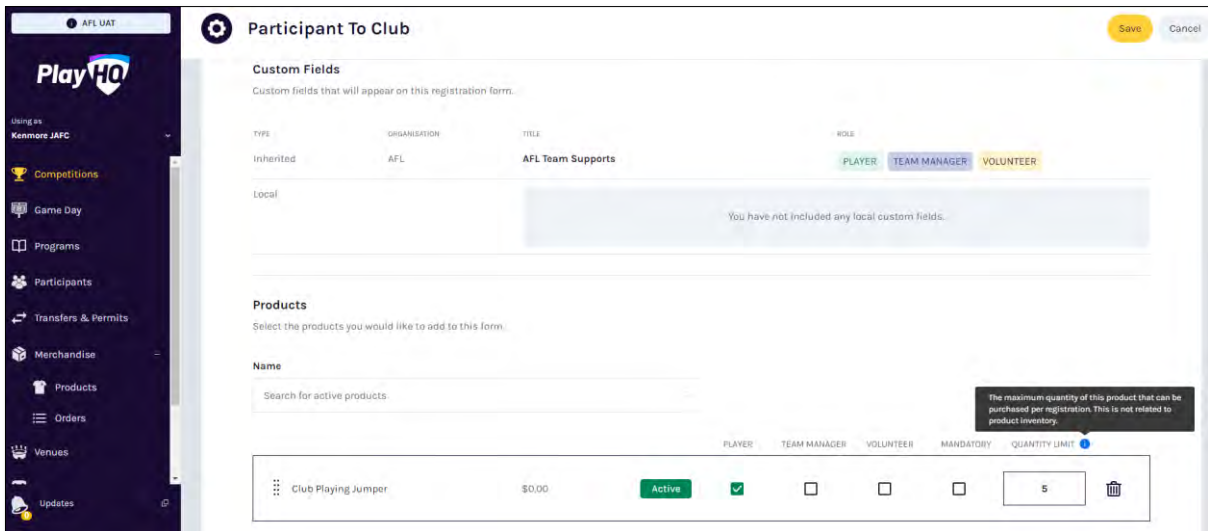 AFL UAT
PlayHQ
Using as
Kenmore JAFC
Competitions
Game Day
Programs
Participants
Transfers & Permits
Merchandise
Products
Orders
Venues
Updates
0
Participant To Club
Save
Cancel
Custom Fields
Custom fields that will appear on this registration form.
TYPE ORGANISATION TITLE ROLE
Inherited AFL AFL Team Supports PLAYER TEAM MANAGER VOLUNTEER
Local
You have not included any local custom fields.
Products
Select the products you would like to add to this form.
Name
Search for active products
The maximum quantity of this product that can be
purchased per registration. This is not related to
product inventory.
PLAYER TEAM MANAGER VOLUNTEER MANDATORY QUANTITY LIMIT
Club Playing Jumper $0.00 Active 5